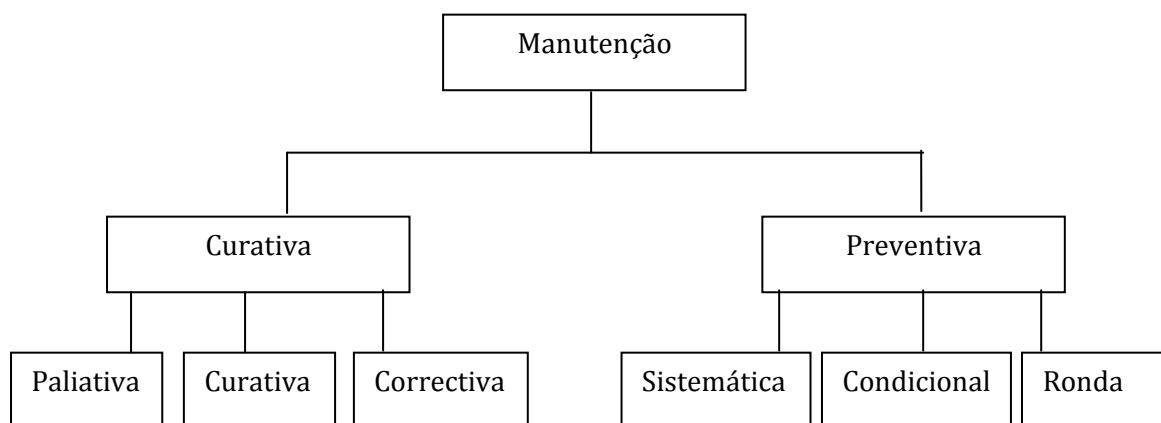 Manutenção
Curativa
Preventiva
Paliativa
Curativa
Correctiva
Sistemática
Condicional
Ronda